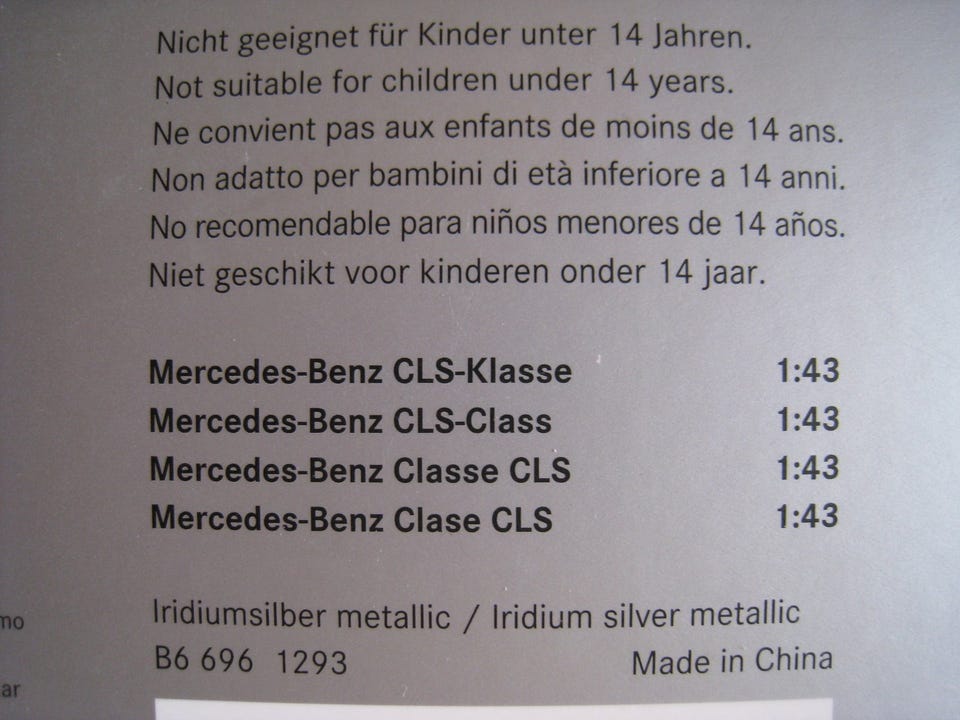 Nicht geeignet für Kinder unter 14 Jahren.
Not suitable for children under 14 years.
Ne convient pas aux enfants de moins de 14 ans.
Non adatto per bambini di età inferiore a 14 anni.
No recomendable para niños menores de 14 años.
Niet geschikt voor kinderen onder 14 jaar.
Mercedes-Benz CLS-Klasse 1:43
Mercedes-Benz CLS-Class 1:43
Mercedes-Benz Classe CLS 1:43
Mercedes-Benz Clase CLS 1:43
Iridiumsilber metallic / Iridium silver metallic
B6 696 1293 Made in China